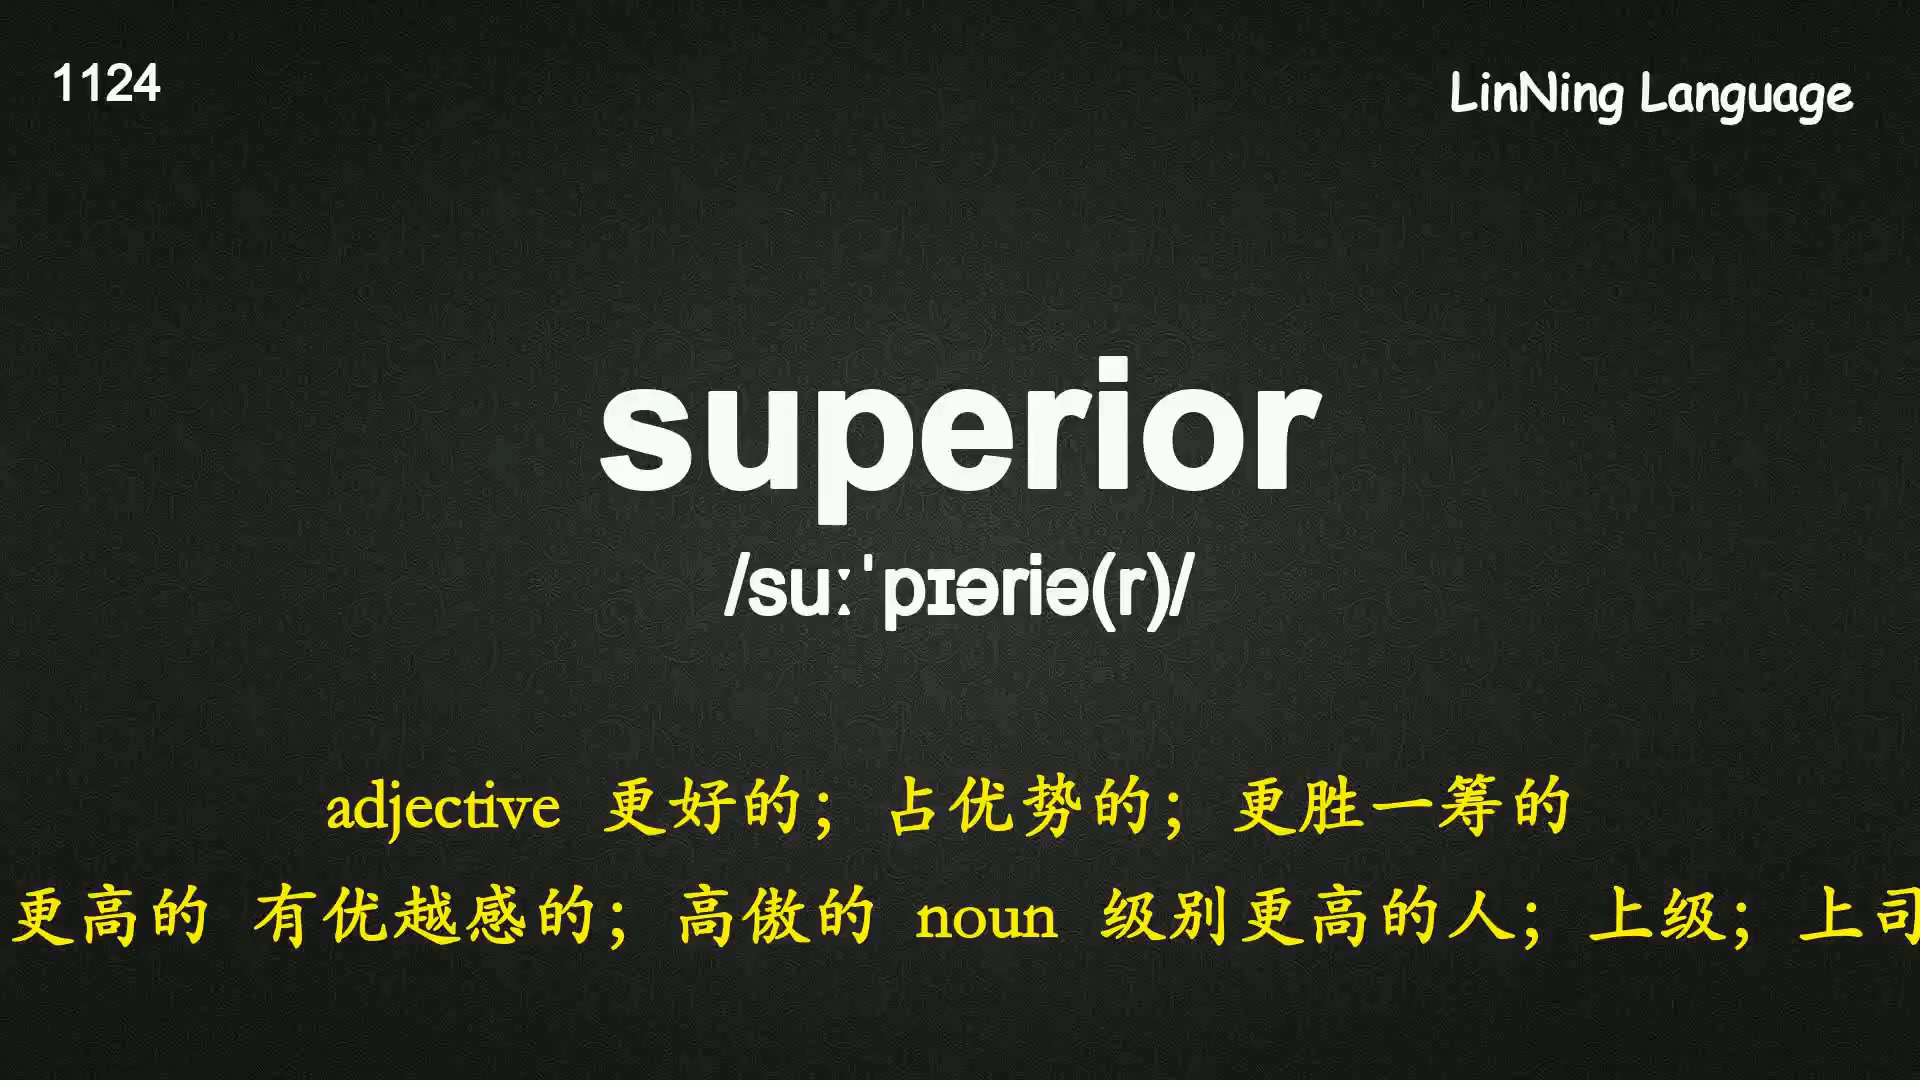 1124
LinNing Language
superior
/suːˈpɪəriə(r)/
adjective 更好的；占优势的；更胜一筹的
更高的 有优越感的；高傲的 noun 级别更高的人；上级；上司